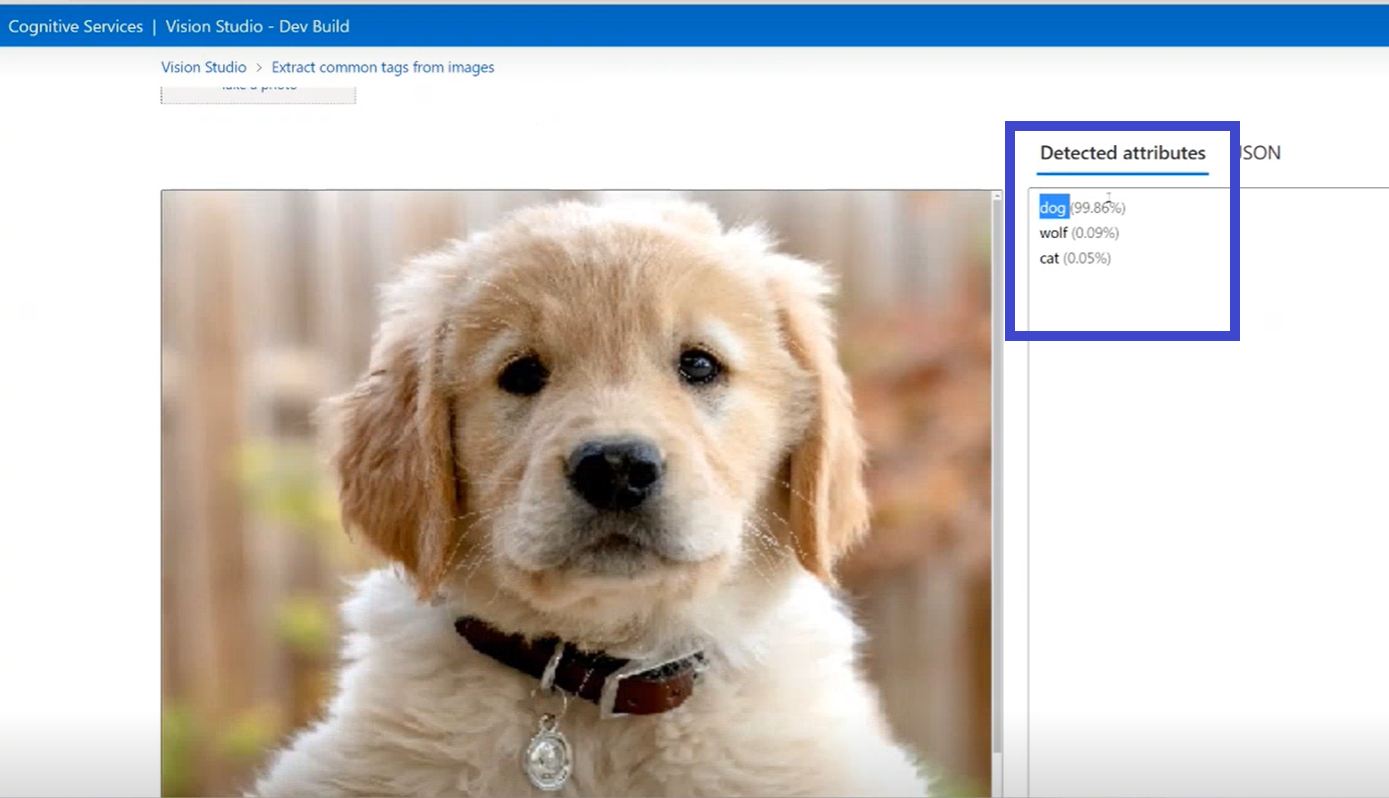 Cognitive Services | Vision Studio - Dev Build
Vision Studio > Extract common tags from images
Take a photo
Detected attributes
JSON
dog (99.86%)
wolf (0.09%)
cat (0.05%)